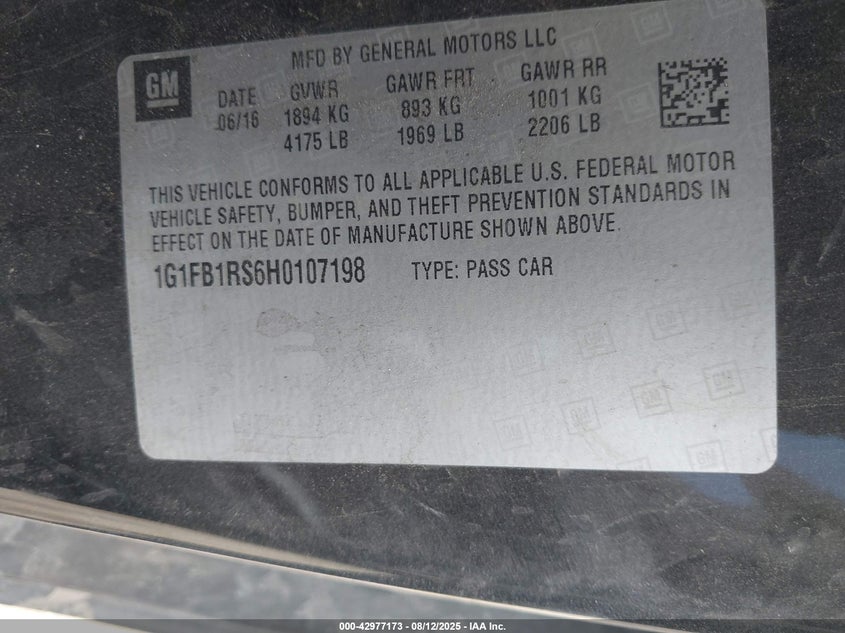 MFD BY GENERAL MOTORS LLC
GM
DATE GVWR GAWR FRT GAWR RR
06/16 1894 KG 893 KG 1001 KG
4175 LB 1969 LB 2206 LB
THIS VEHICLE CONFORMS TO ALL APPLICABLE U.S. FEDERAL MOTOR
VEHICLE SAFETY, BUMPER, AND THEFT PREVENTION STANDARDS IN
EFFECT ON THE DATE OF MANUFACTURE SHOWN ABOVE.
1G1FB1RS6H0107198 TYPE: PASS CAR
000-42977173 - 08/12/2025 - IAA Inc.